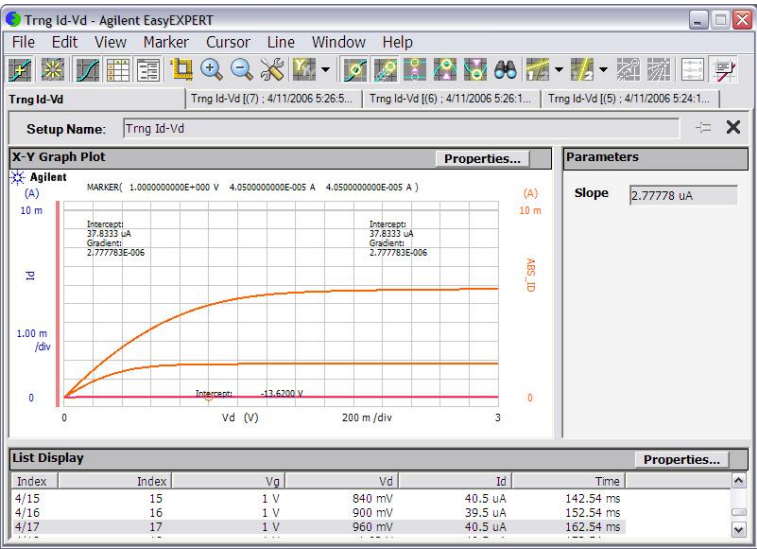 Trng Id-Vd - Agilent EasyEXPERT
File Edit View Marker Cursor Line Window Help
Trng Id-Vd
Trng Id-Vd [(7) ; 4/11/2006 5:26:5...
Trng Id-Vd [(6) ; 4/11/2006 5:26:1...
Trng Id-Vd [(5) ; 4/11/2006 5:24:1...
Setup Name: Trng Id-Vd
X-Y Graph Plot
Properties...
Agilent
MARKER( 1.0000000000E+000 V 4.0500000000E-005 A 4.0500000000E-005 A )
(A)
(A)
10 m
10 m
Intercept:
37.8333 uA
Gradient:
2.777783E-006
Intercept:
37.8333 uA
Gradient:
2.777783E-006
Id
ABS_ID
1.00 m
/div
Intercept: -13.6200 V
0
0
0 Vd (V) 200 m /div 3
Parameters
Slope 2.77778 uA
List Display
Properties...
Index Index Vg Vd Id Time
4/15 15 1 V 840 mV 40.5 uA 142.54 ms
4/16 16 1 V 900 mV 39.5 uA 152.54 ms
4/17 17 1 V 960 mV 40.5 uA 162.54 ms